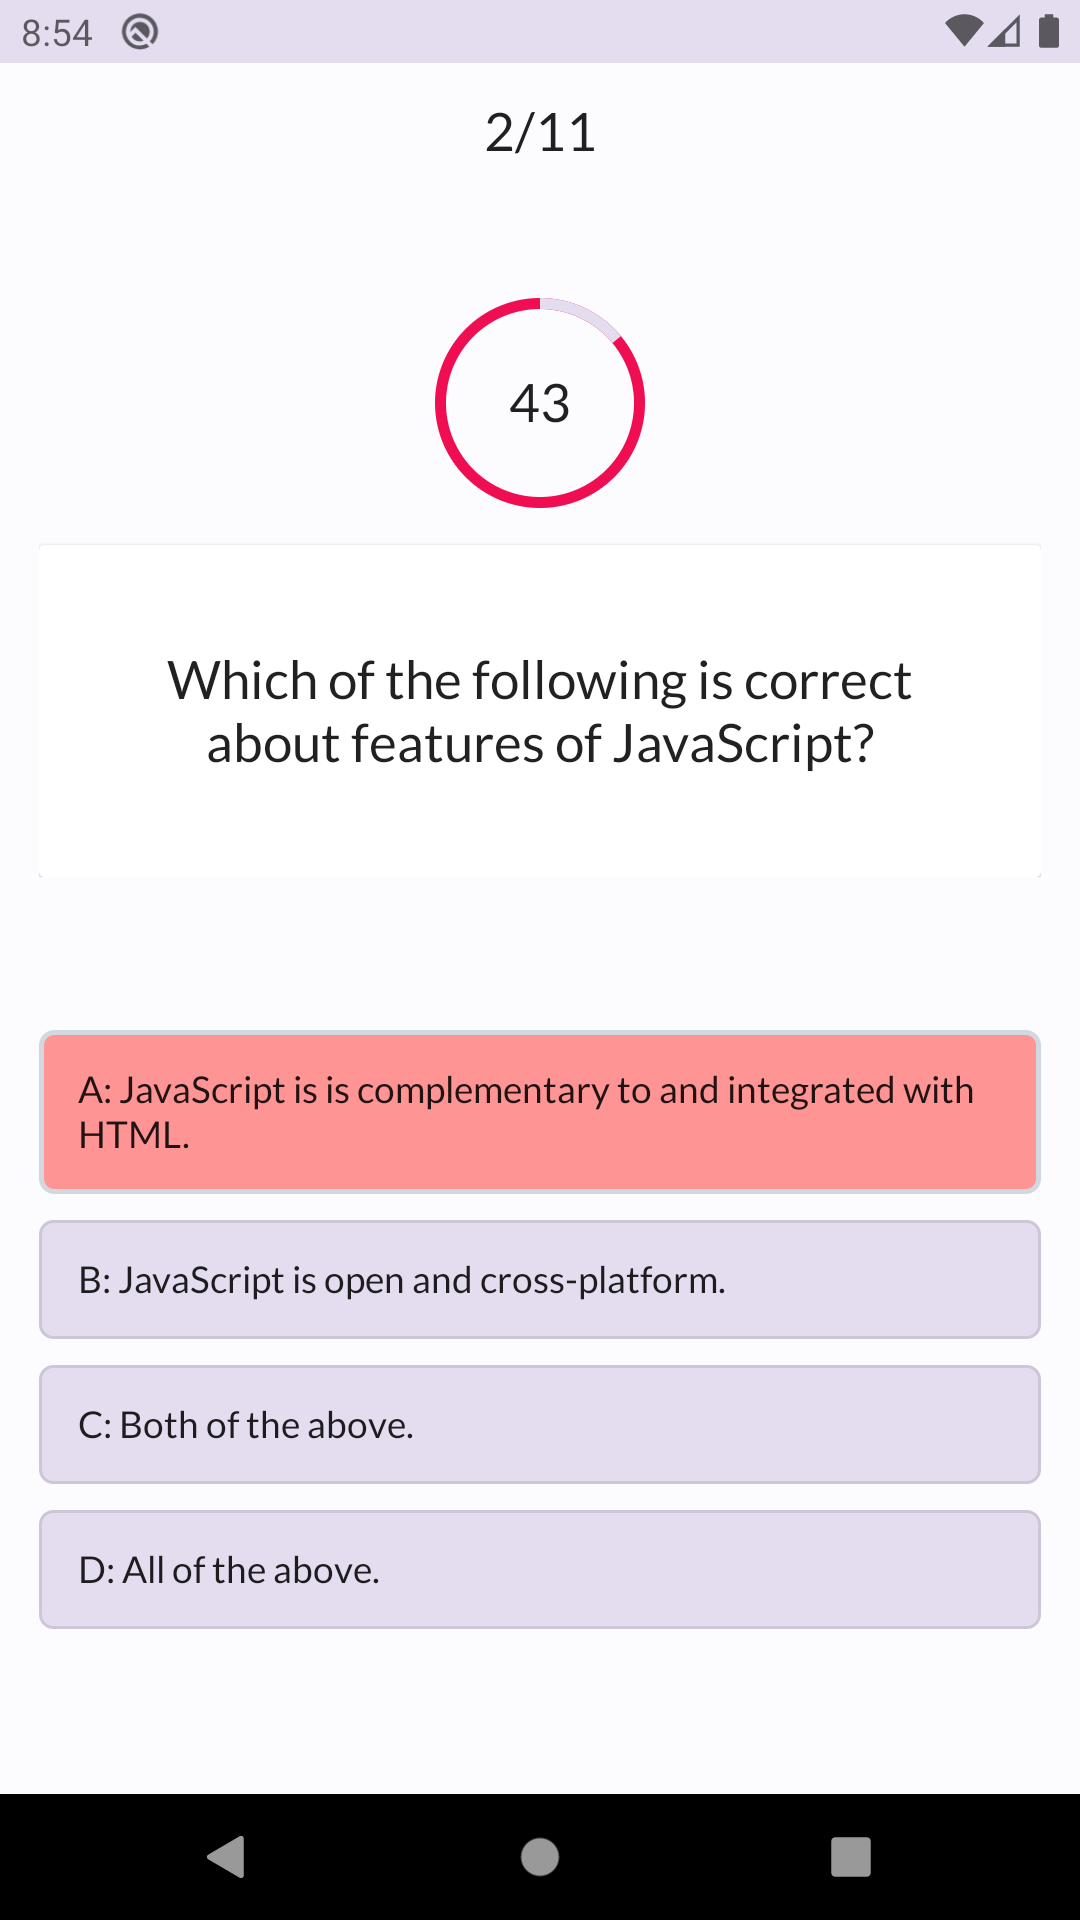 8:54
2/11
43
Which of the following is correct
about features of JavaScript?
A: JavaScript is is complementary to and integrated with
HTML.
B: JavaScript is open and cross-platform.
C: Both of the above.
D: All of the above.